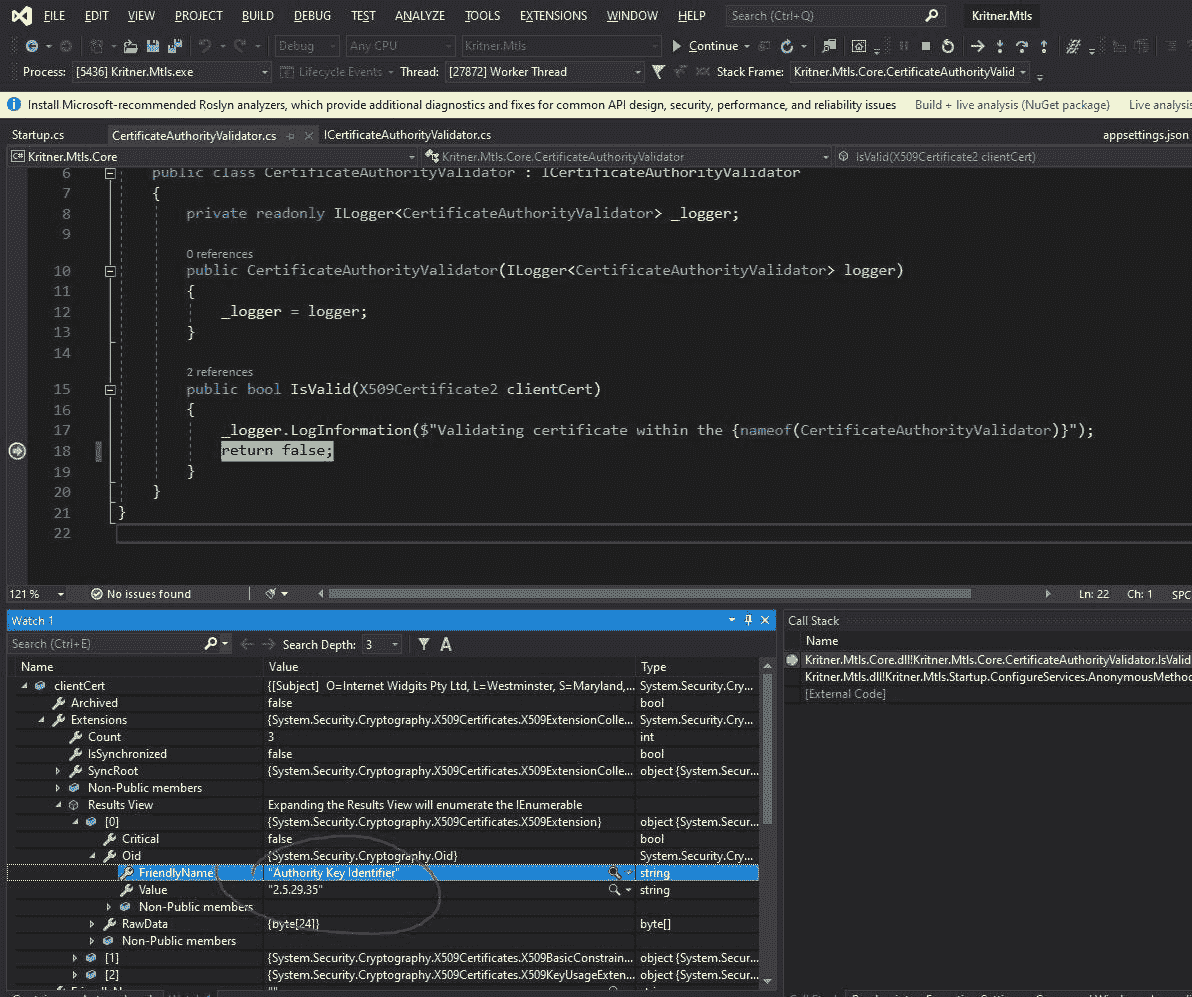 FILE EDIT VIEW PROJECT BUILD DEBUG TEST ANALYZE TOOLS EXTENSIONS WINDOW HELP Search (Ctrl+Q) Kritner.Mtls
Debug Any CPU Kritner.Mtls Continue
Process: [5436] Kritner.Mtls.exe Lifecycle Events Thread: [27872] Worker Thread Stack Frame: Kritner.Mtls.Core.CertificateAuthorityValid
Install Microsoft-recommended Roslyn analyzers, which provide additional diagnostics and fixes for common API design, security, performance, and reliability issues Build + live analysis (NuGet package) Live analysis
Startup.cs CertificateAuthorityValidator.cs ICertificateAuthorityValidator.cs appsettings.json
C# Kritner.Mtls.Core Kritner.Mtls.Core.CertificateAuthorityValidator IsValid(X509Certificate2 clientCert)
6 public class CertificateAuthorityValidator : ICertificateAuthorityValidator
7 {
8 private readonly ILogger<CertificateAuthorityValidator> _logger;
9
0 references
10 public CertificateAuthorityValidator(ILogger<CertificateAuthorityValidator> logger)
11 {
12 _logger = logger;
13 }
14
2 references
15 public bool IsValid(X509Certificate2 clientCert)
16 {
17 _logger.LogInformation($"Validating certificate within the {nameof(CertificateAuthorityValidator)}");
18 return false;
19 }
20 }
21 }
22
121 % No issues found Ln: 22 Ch: 1 SPC
Watch 1
Search (Ctrl+E) Search Depth: 3 A
Name Value Type
clientCert {[Subject] O=Internet Widgits Pty Ltd, L=Westminster, S=Maryland,... System.Security.Cry...
Archived false bool
Extensions {System.Security.Cryptography.X509Certificates.X509ExtensionColle... System.Security.Cry...
Count 3 int
IsSynchronized false bool
SyncRoot {System.Security.Cryptography.X509Certificates.X509ExtensionColle... object {System.Secur...
Non-Public members
Results View Expanding the Results View will enumerate the IEnumerable
[0] {System.Security.Cryptography.X509Certificates.X509Extension} object {System.Secur...
Critical false bool
Oid {System.Security.Cryptography.Oid} System.Security.Cry...
FriendlyName "Authority Key Identifier" string
Value "2.5.29.35" string
Non-Public members
RawData {byte[24]} byte[]
Non-Public members
[1] {System.Security.Cryptography.X509Certificates.X509BasicConstrain... object {System.Secur...
[2] {System.Security.Cryptography.X509Certificates.X509KeyUsageExten... object {System.Secur...
Call Stack
Name
Kritner.Mtls.Core.dll!Kritner.Mtls.Core.CertificateAuthorityValidator.IsValid
Kritner.Mtls.dll!Kritner.Mtls.Startup.ConfigureServices.AnonymousMetho
[External Code]